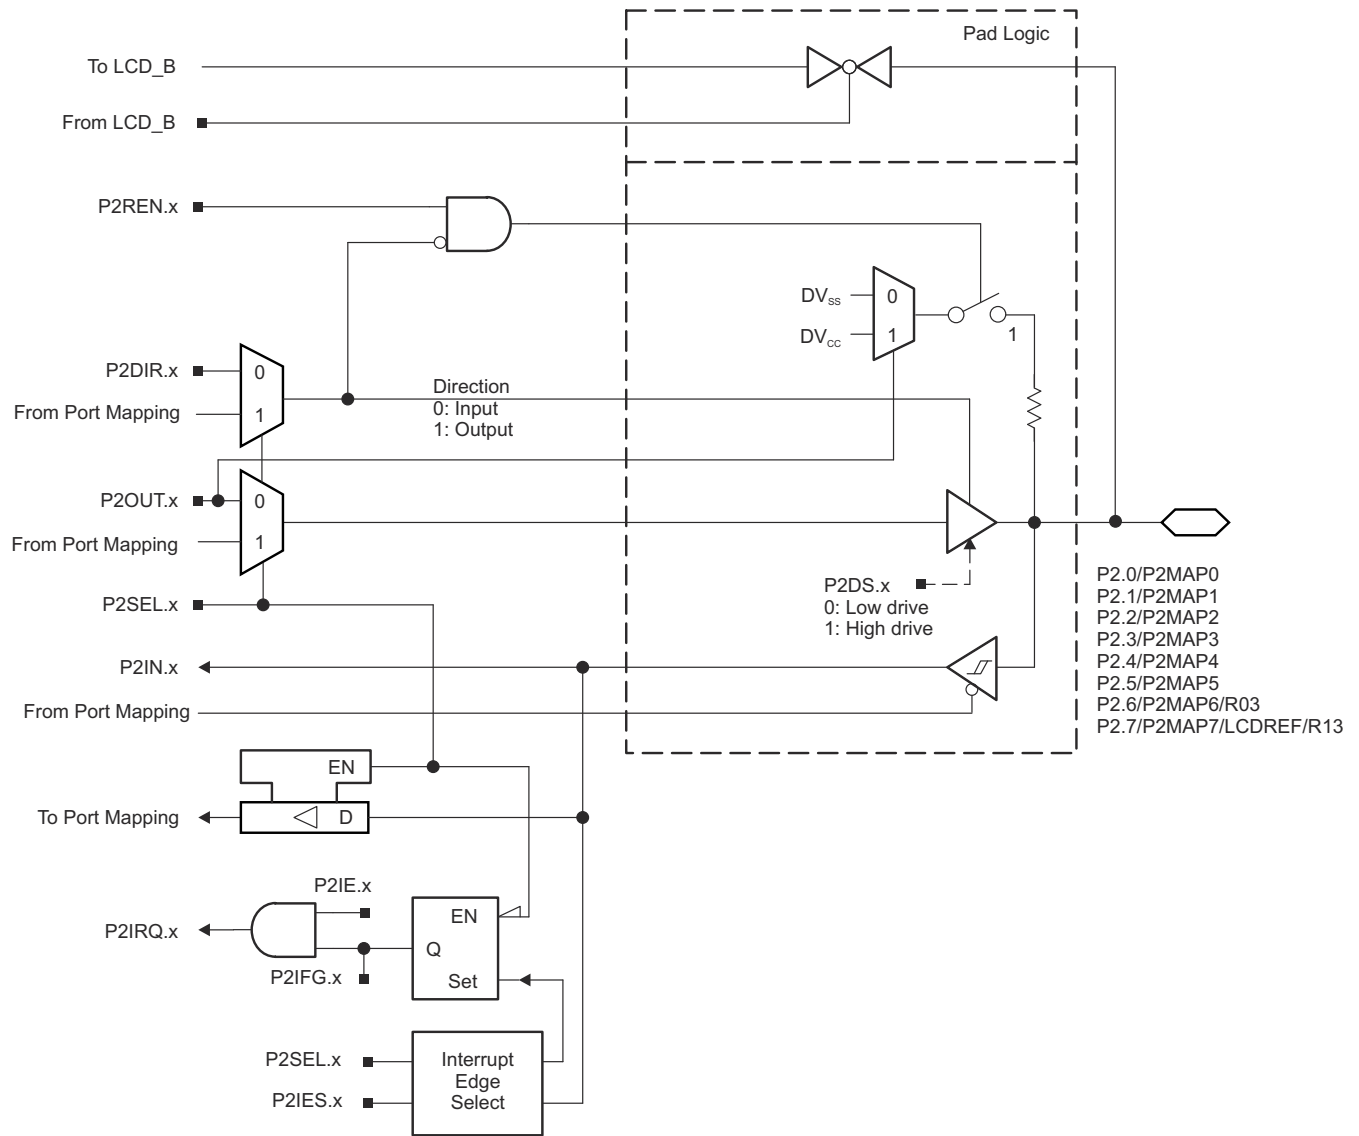 Pad Logic
To LCD_B
From LCD_B
P2REN.x
DVSS
0
DVCC
1
1
P2DIR.x
0
From Port Mapping
1
Direction
0: Input
1: Output
P2OUT.x
0
From Port Mapping
1
P2SEL.x
P2DS.x
0: Low drive
1: High drive
P2.0/P2MAP0
P2.1/P2MAP1
P2.2/P2MAP2
P2.3/P2MAP3
P2.4/P2MAP4
P2.5/P2MAP5
P2.6/P2MAP6/R03
P2.7/P2MAP7/LCDREF/R13
P2IN.x
From Port Mapping
EN
To Port Mapping
D
P2IE.x
P2IRQ.x
EN
Q
P2IFG.x
Set
P2SEL.x
P2IES.x
Interrupt
Edge
Select